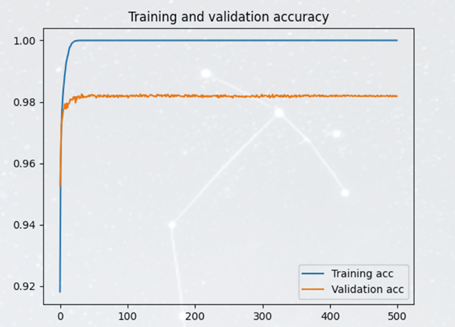 Training and validation accuracy
1.00
0.98
0.96
0.94
0.92
Training acc
Validation acc
0 100 200 300 400 500